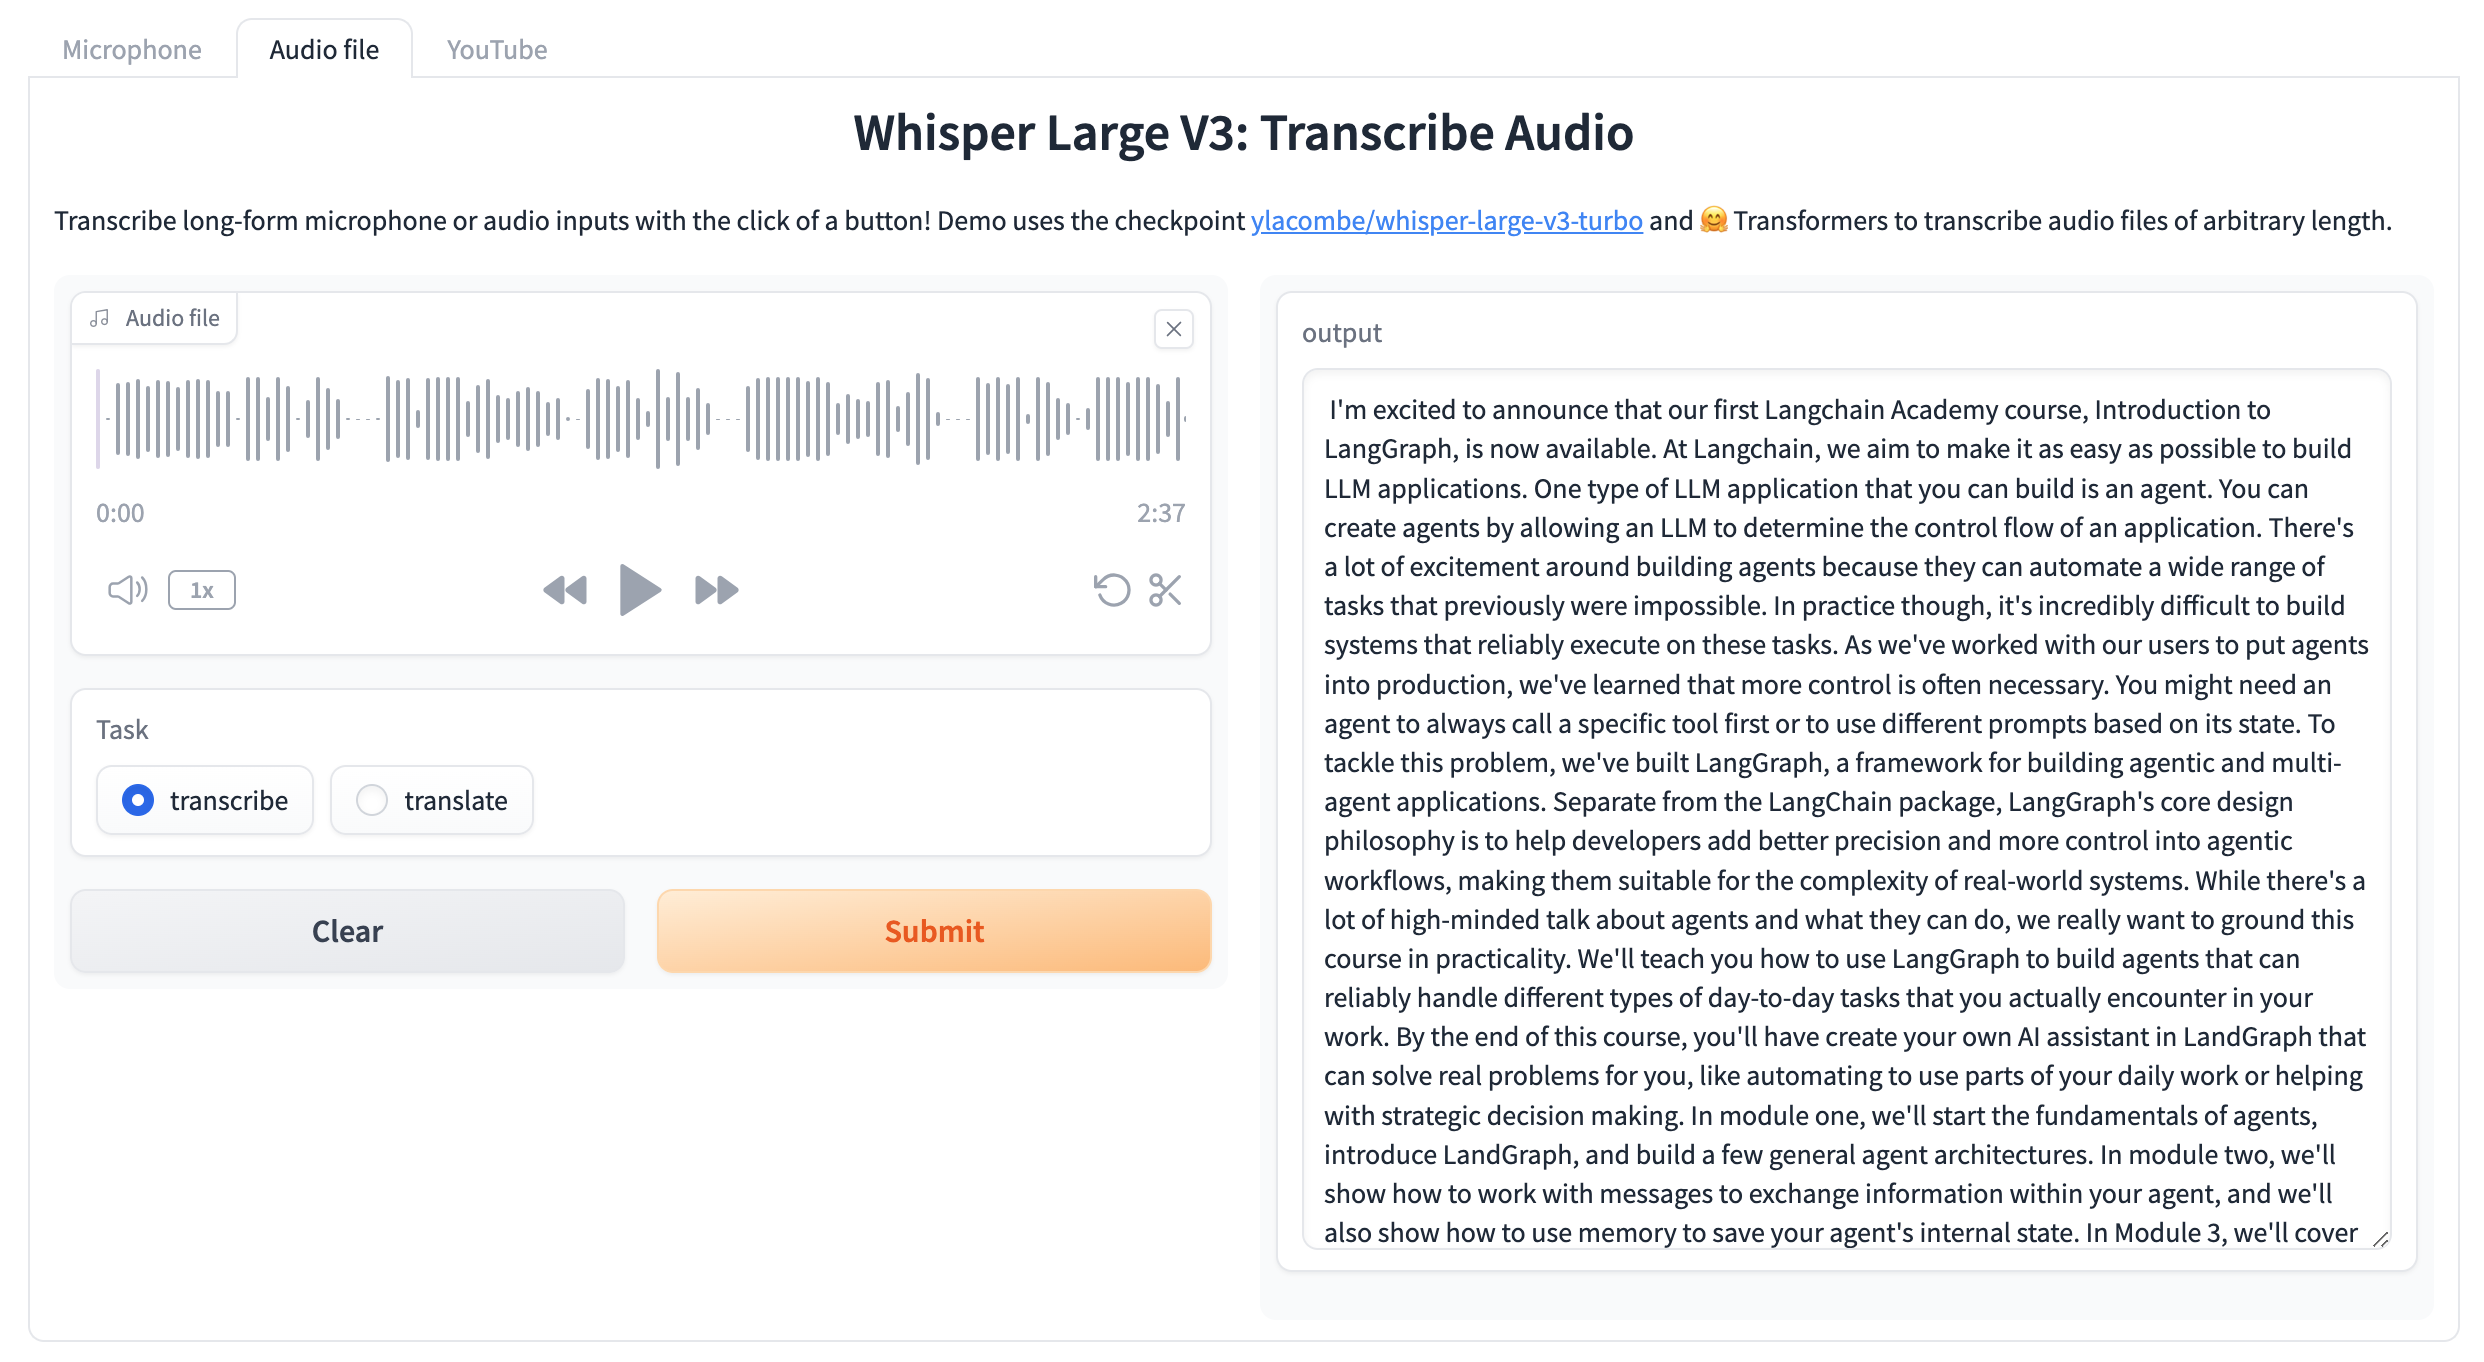 Microphone
Audio file
YouTube
Whisper Large V3: Transcribe Audio
Transcribe long-form microphone or audio inputs with the click of a button! Demo uses the checkpoint ylacombe/whisper-large-v3-turbo and 🤗 Transformers to transcribe audio files of arbitrary length.
Audio file
0:00
2:37
1x
Task
transcribe
translate
Clear
Submit
output
I'm excited to announce that our first Langchain Academy course, Introduction to
LangGraph, is now available. At Langchain, we aim to make it as easy as possible to build
LLM applications. One type of LLM application that you can build is an agent. You can
create agents by allowing an LLM to determine the control flow of an application. There's
a lot of excitement around building agents because they can automate a wide range of
tasks that previously were impossible. In practice though, it's incredibly difficult to build
systems that reliably execute on these tasks. As we've worked with our users to put agents
into production, we've learned that more control is often necessary. You might need an
agent to always call a specific tool first or to use different prompts based on its state. To
tackle this problem, we've built LangGraph, a framework for building agentic and multi-
agent applications. Separate from the LangChain package, LangGraph's core design
philosophy is to help developers add better precision and more control into agentic
workflows, making them suitable for the complexity of real-world systems. While there's a
lot of high-minded talk about agents and what they can do, we really want to ground this
course in practicality. We'll teach you how to use LangGraph to build agents that can
reliably handle different types of day-to-day tasks that you actually encounter in your
work. By the end of this course, you'll have create your own AI assistant in LandGraph that
can solve real problems for you, like automating to use parts of your daily work or helping
with strategic decision making. In module one, we'll start the fundamentals of agents,
introduce LandGraph, and build a few general agent architectures. In module two, we'll
show how to work with messages to exchange information within your agent, and we'll
also show how to use memory to save your agent's internal state. In Module 3, we'll cover